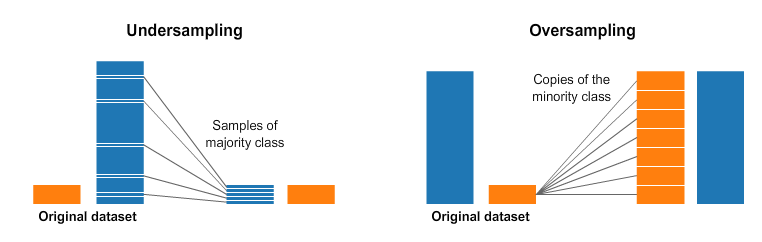 Undersampling
Samples of
majority class
Original dataset
Oversampling
Copies of the
minority class
Original dataset